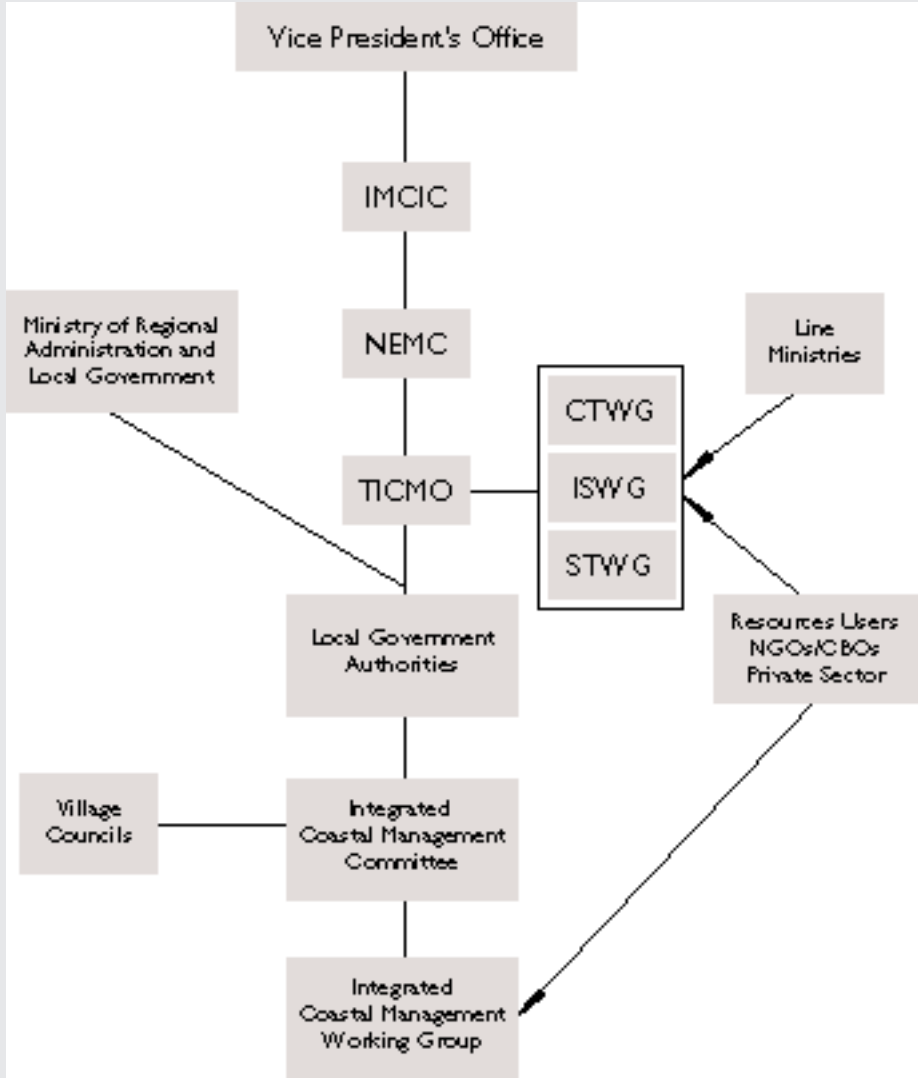 Vice President's Office
IMCIC
Ministry of Regional
Administration and
Local Government
NEMC
Line
Ministries
CTWG
TICMO
ISWG
STWG
Local Government
Authorities
Resources Users
NGOs/CBOs
Private Sector
Village
Councils
Integrated
Coastal Management
Committee
Integrated
Coastal Management
Working Group